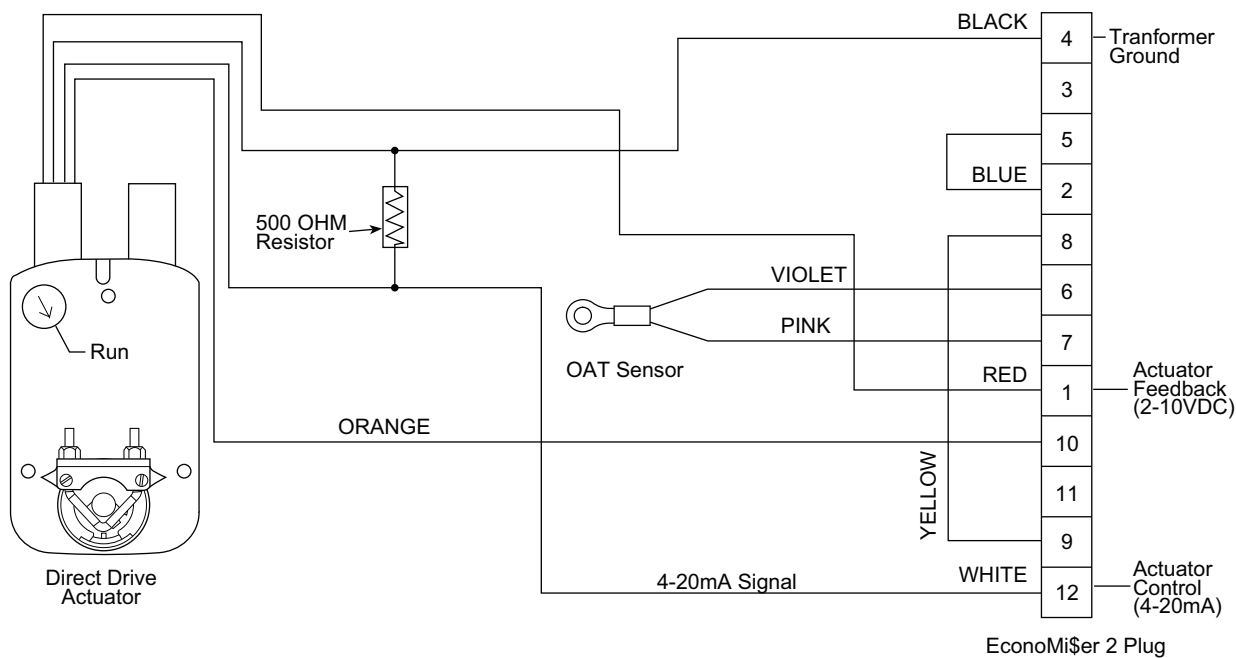 BLACK
4
Tranformer
Ground
3
5
BLUE
2
500 OHM
Resistor
8
VIOLET
6
PINK
7
Run
OAT Sensor
RED
1
Actuator
Feedback
(2-10VDC)
ORANGE
10
YELLOW
11
9
Direct Drive
Actuator
4-20mA Signal
WHITE
12
Actuator
Control
(4-20mA)
EconoMi$er 2 Plug